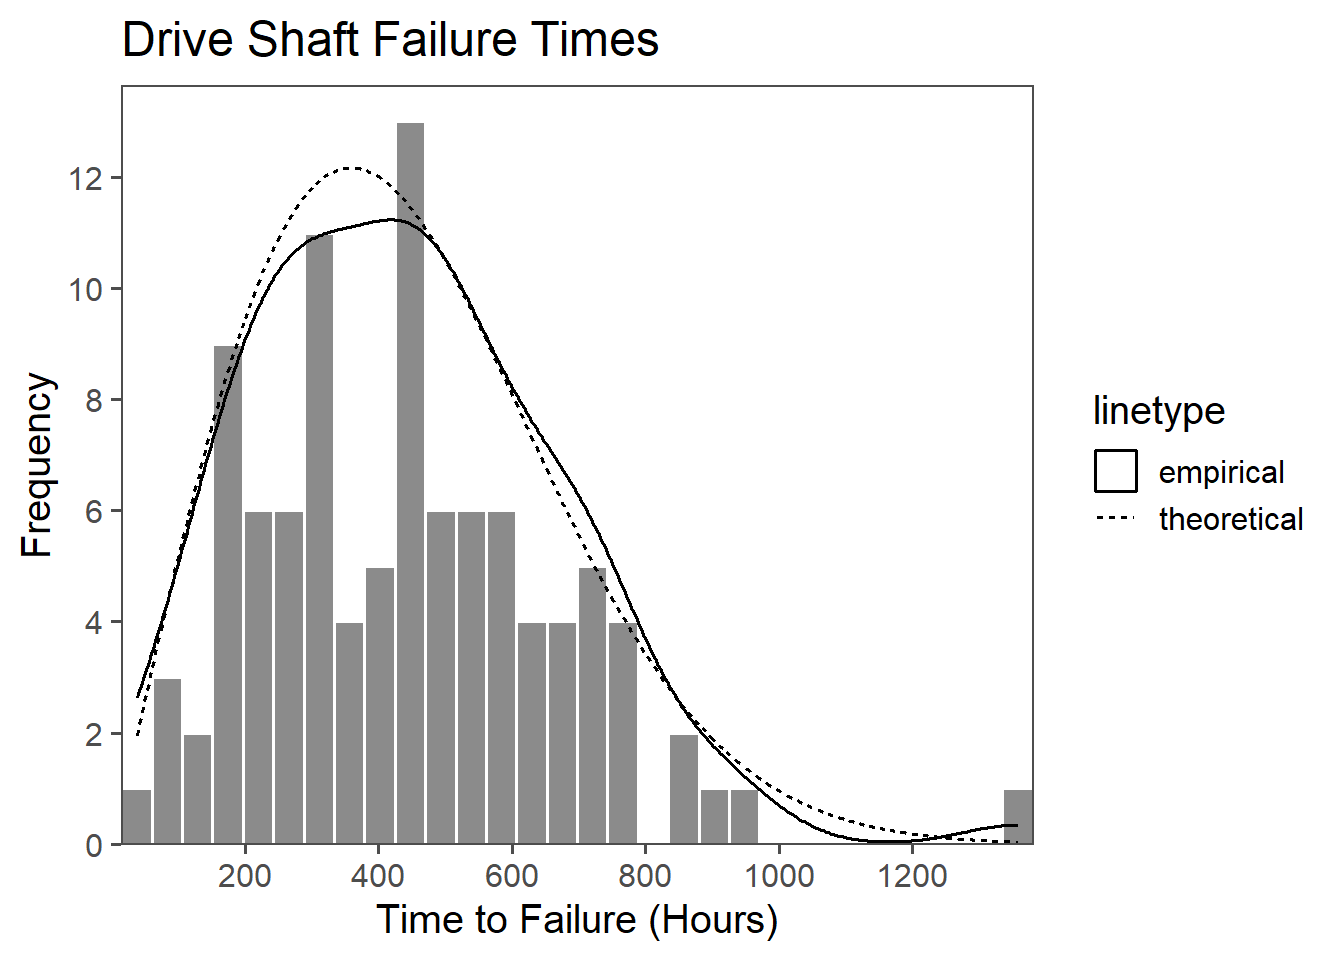 Drive Shaft Failure Times
Frequency
12
10
8
6
4
2
0
200 400 600 800 1000 1200
Time to Failure (Hours)
linetype
empirical
theoretical